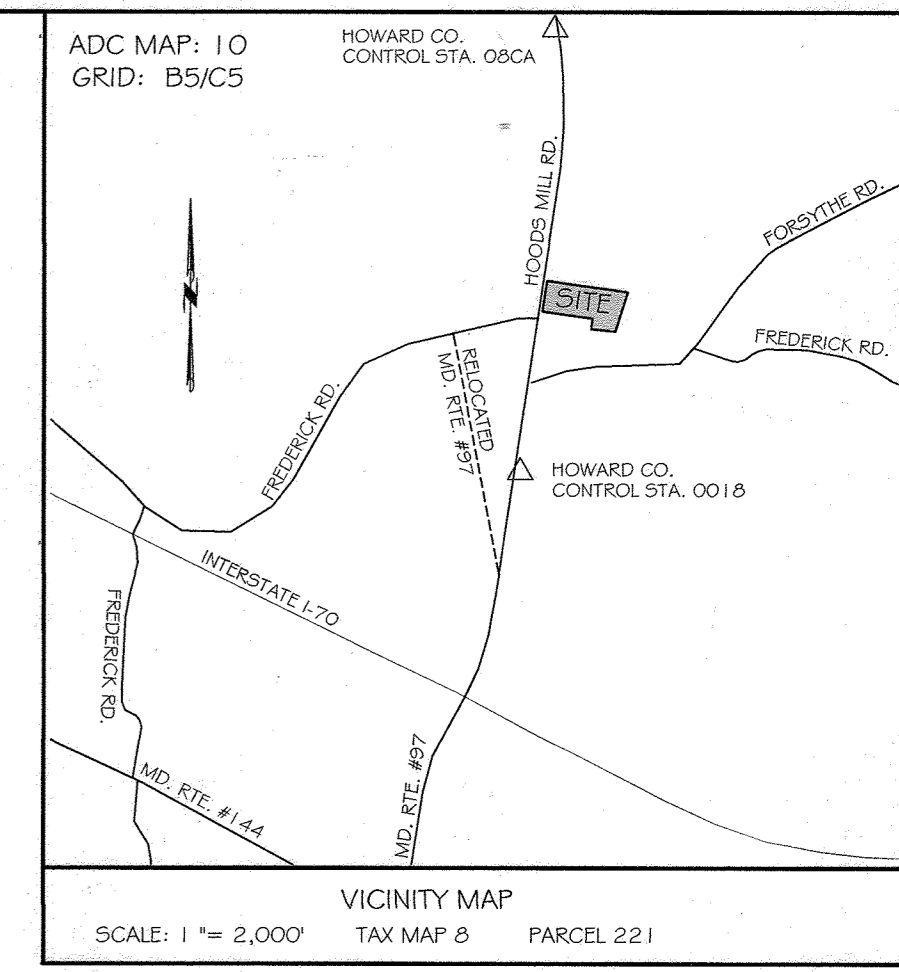 ADC MAP: 10
GRID: B5/C5
HOWARD CO.
CONTROL STA. 08CA
HOODS MILL RD.
FORSYTHE RD.
SITE
FREDERICK RD.
RELOCATED
MD. RTE. #97
FREDERICK RD.
HOWARD CO.
CONTROL STA. 0018
INTERSTATE I-70
FREDERICK RD.
MD. RTE. #97
MD. RTE. #144
VICINITY MAP
SCALE: 1 "= 2,000' TAX MAP 8 PARCEL 221